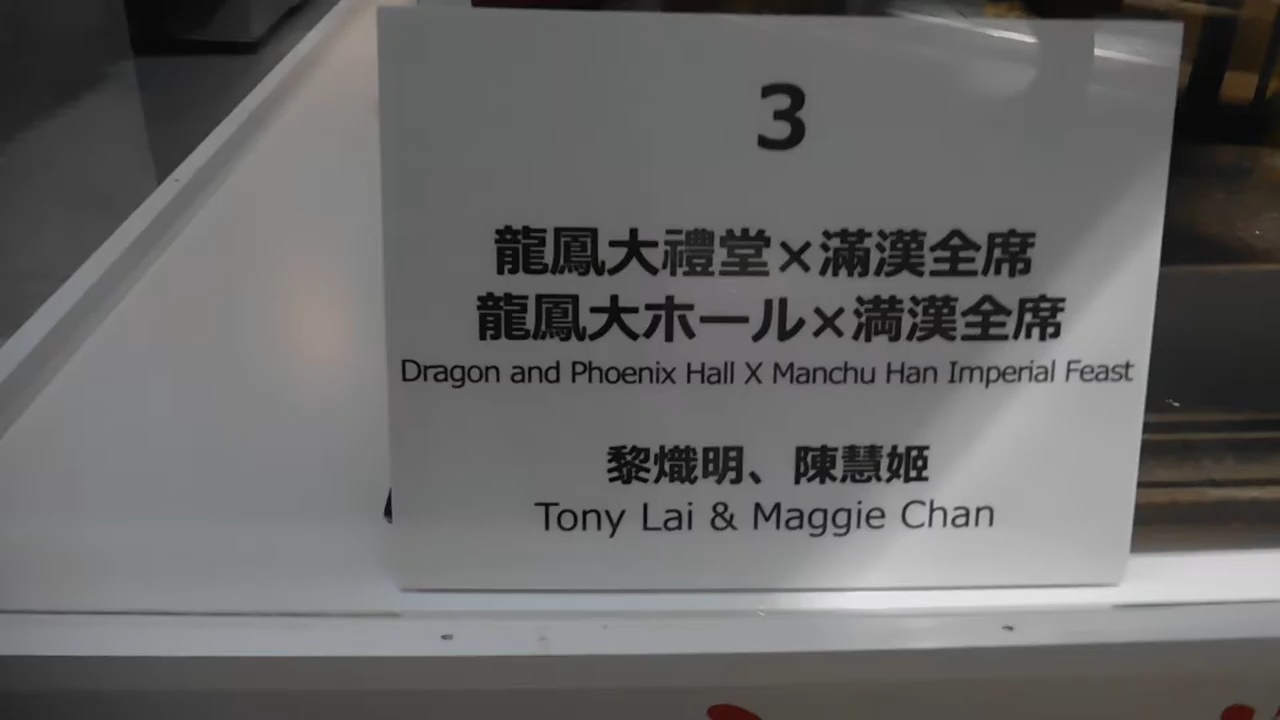 3
龍鳳大禮堂×滿漢全席
龍鳳大ホール×満漢全席
Dragon and Phoenix Hall X Manchu Han Imperial Feast
黎熾明、陳慧姬
Tony Lai & Maggie Chan